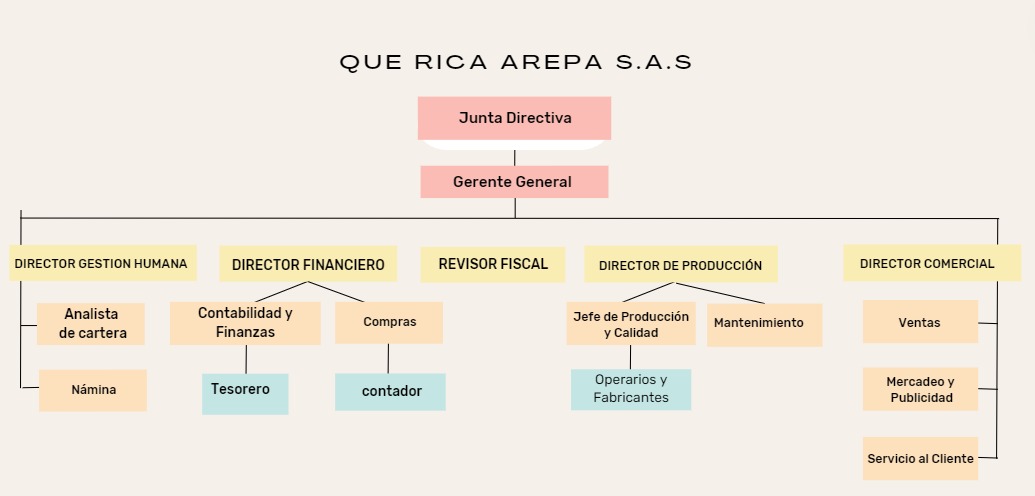 QUE RICA AREPA S.A.S
Junta Directiva
Gerente General
DIRECTOR GESTION HUMANA
DIRECTOR FINANCIERO
REVISOR FISCAL
DIRECTOR DE PRODUCCIÓN
DIRECTOR COMERCIAL
Analista
de cartera
Contabilidad y
Finanzas
Compras
Jefe de Producción
y Calidad
Mantenimiento
Ventas
Námina
Tesorero
contador
Operarios y
Fabricantes
Mercadeo y
Publicidad
Servicio al Cliente